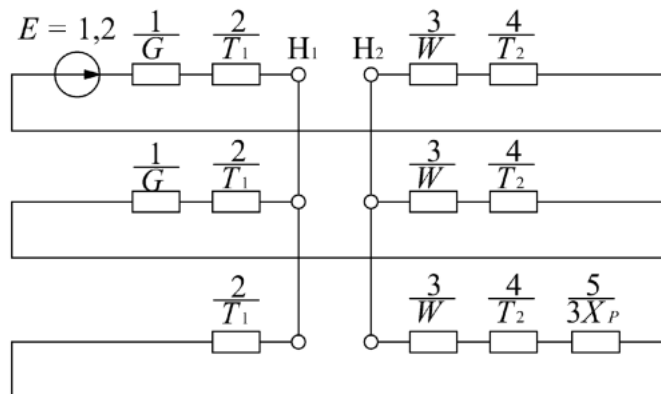 E = 1,2 1/G 2/T₁ H₁ H₂ 3/W 4/T₂
1/G 2/T₁ 3/W 4/T₂
2/T₁ 3/W 4/T₂ 5/3X_P